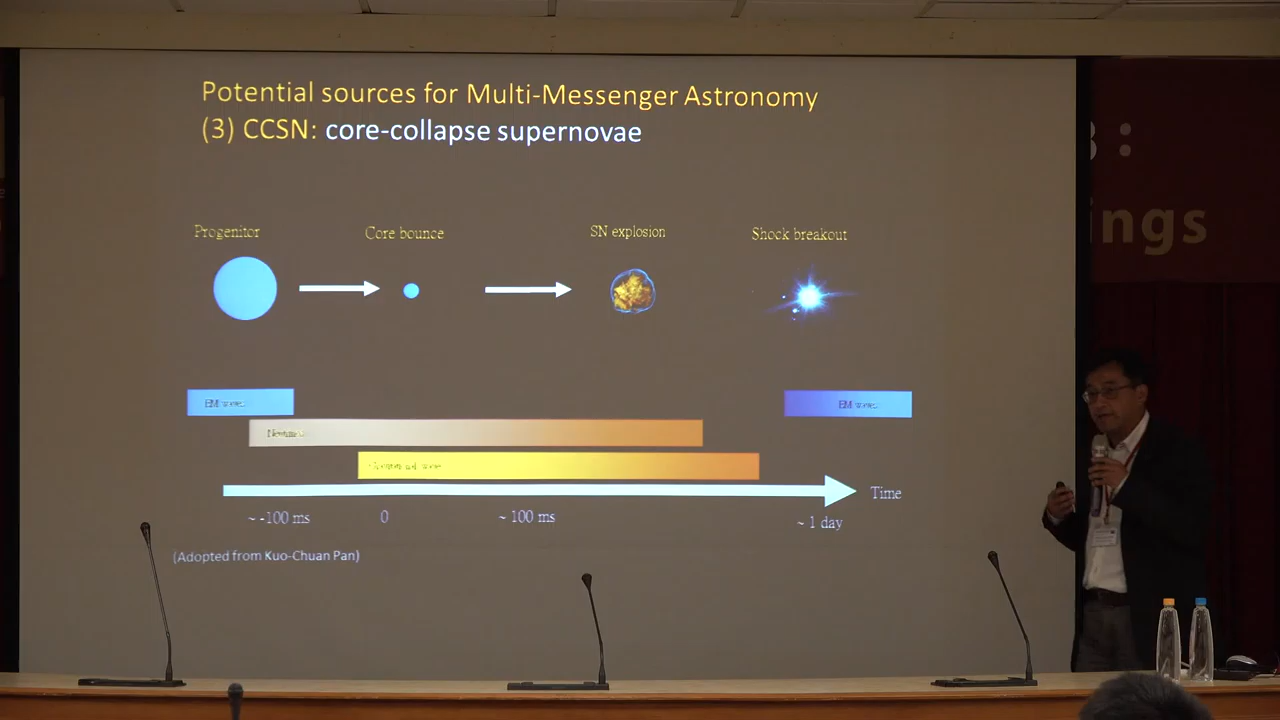 Potential sources for Multi-Messenger Astronomy
(3) CCSN: core-collapse supernovae
Progenitor
Core bounce
SN explosion
Shock breakout
EM waves
EM waves
Time
~ -100 ms
0
~ 100 ms
~ 1 day
(Adopted from Kuo-Chuan Pan)
:
ings